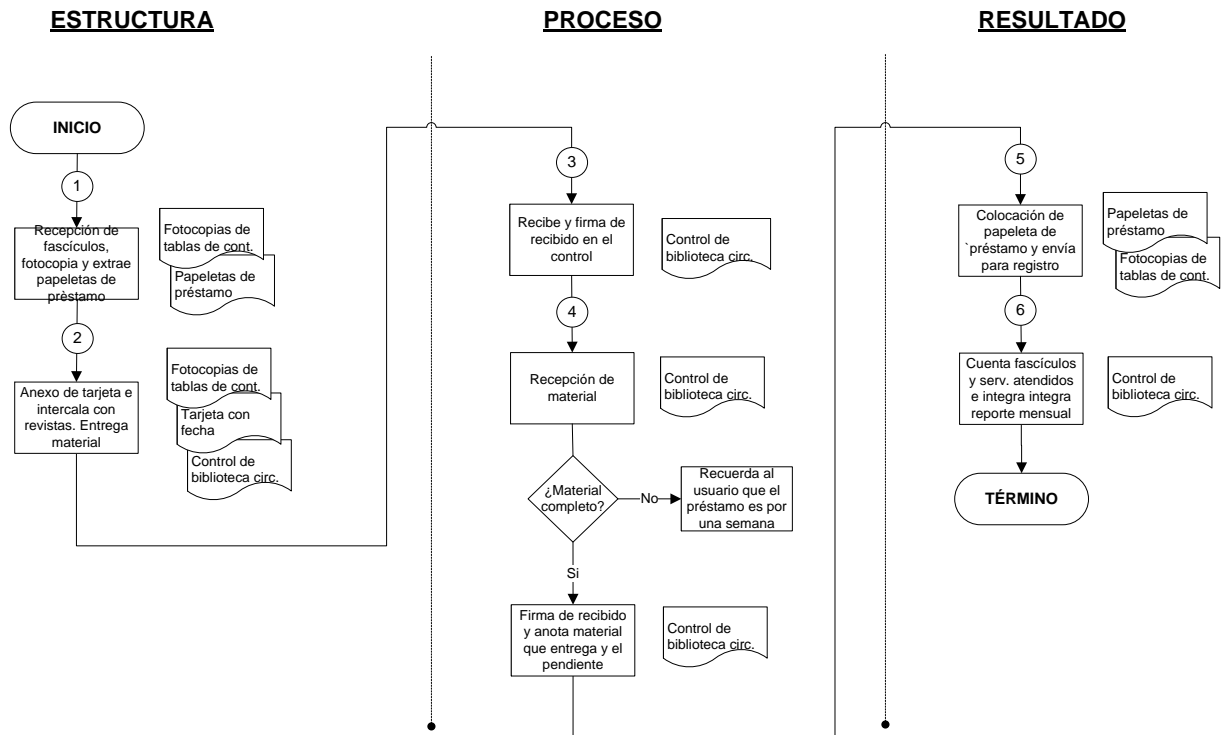 ESTRUCTURA
PROCESO
RESULTADO
INICIO
1
Recepción de
fascículos,
fotocopia y extrae
papeletas de
prèstamo
Fotocopias de
tablas de cont.
Papeletas de
préstamo
2
Anexo de tarjeta e
intercala con
revistas. Entrega
material
Fotocopias de
tablas de cont.
Tarjeta con
fecha
Control de
biblioteca circ.
3
Recibe y firma de
recibido en el
control
Control de
biblioteca circ.
4
Recepción de
material
Control de
biblioteca circ.
¿Material
completo?
No
Recuerda al
usuario que el
préstamo es por
una semana
Si
Firma de recibido
y anota material
que entrega y el
pendiente
Control de
biblioteca circ.
5
Colocación de
papeleta de
`préstamo y envía
para registro
Papeletas de
préstamo
Fotocopias de
tablas de cont.
6
Cuenta fascículos
y serv. atendidos
e integra integra
reporte mensual
Control de
biblioteca circ.
TÉRMINO